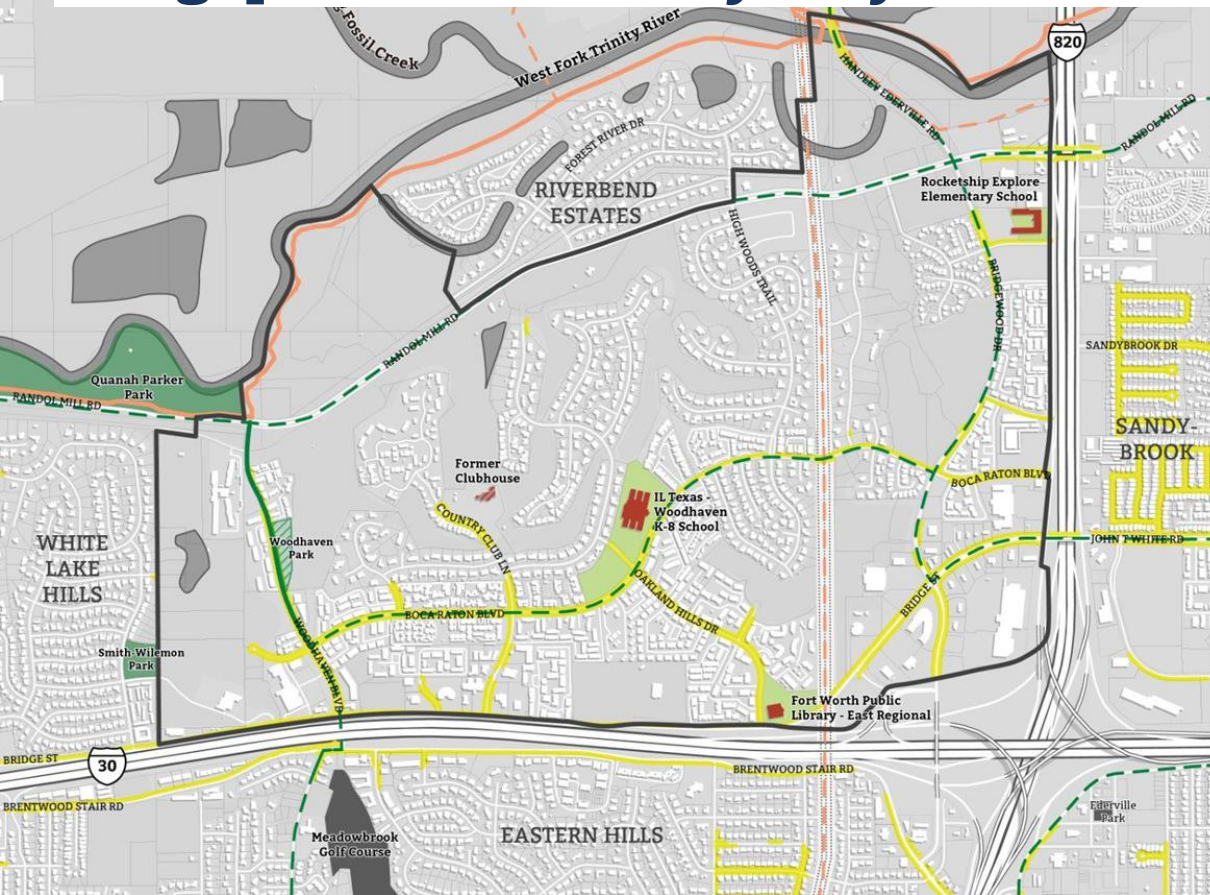 Fossil Creek
West Fork Trinity River
820
HANDLEY EDERVILLE RD
RANDOL MILL RD
FOREST RIVER DR
RIVERBEND
ESTATES
Rocketship Explore
Elementary School
HIGH WOODS TRAIL
BRIDGEWOOD DR
RANDOL MILL RD
SANDYBROOK DR
Quanah Parker
Park
RANDOL MILL RD
SANDY-
BROOK
Former
Clubhouse
BOCA RATON BLVD
IL Texas -
Woodhaven
K-8 School
COUNTRY CLUB LN
JOHN T WHITE RD
Woodhaven
Park
WHITE
LAKE
HILLS
OAKLAND HILLS DR
BRIDGE ST
BOCA RATON BLVD
WOODHAVEN BLVD
Smith-Wilemon
Park
Fort Worth Public
Library - East Regional
BRIDGE ST
30
BRENTWOOD STAIR RD
BRENTWOOD STAIR RD
Meadowbrook
Golf Course
EASTERN HILLS
Ederville
Park